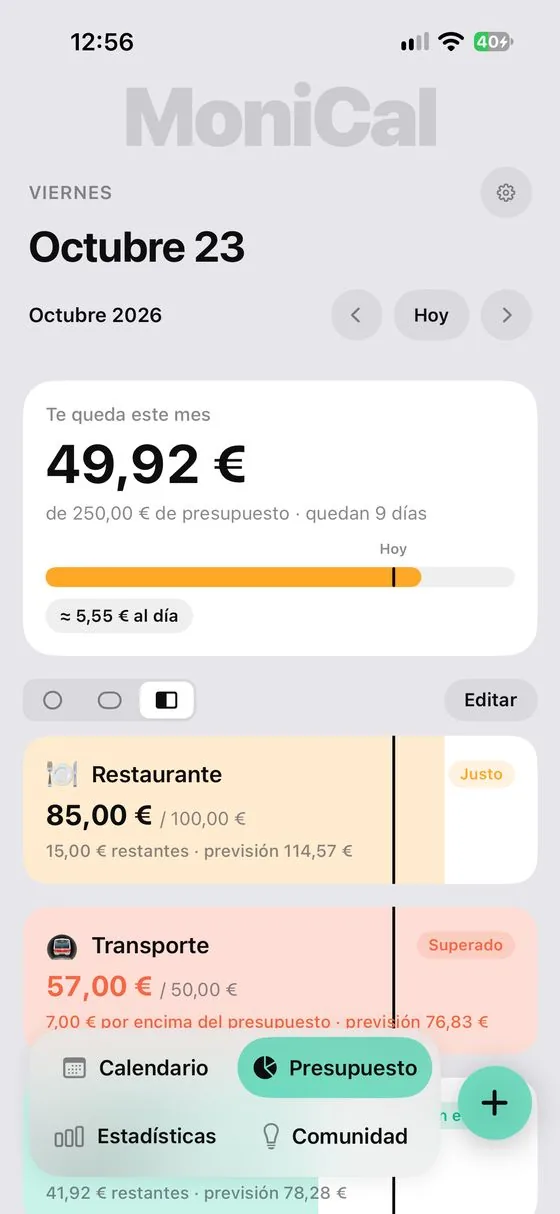 12:56
40
MoniCal
VIERNES
Octubre 23
Octubre 2026
Hoy
Te queda este mes
49,92 €
de 250,00 € de presupuesto · quedan 9 días
Hoy
≈ 5,55 € al día
Editar
Restaurante
Justo
85,00 € / 100,00 €
15,00 € restantes · previsión 114,57 €
Transporte
Superado
57,00 € / 50,00 €
7,00 € por encima del presupuesto · previsión 76,83 €
Calendario
Presupuesto
Estadísticas
Comunidad
41,92 € restantes · previsión 78,28 €